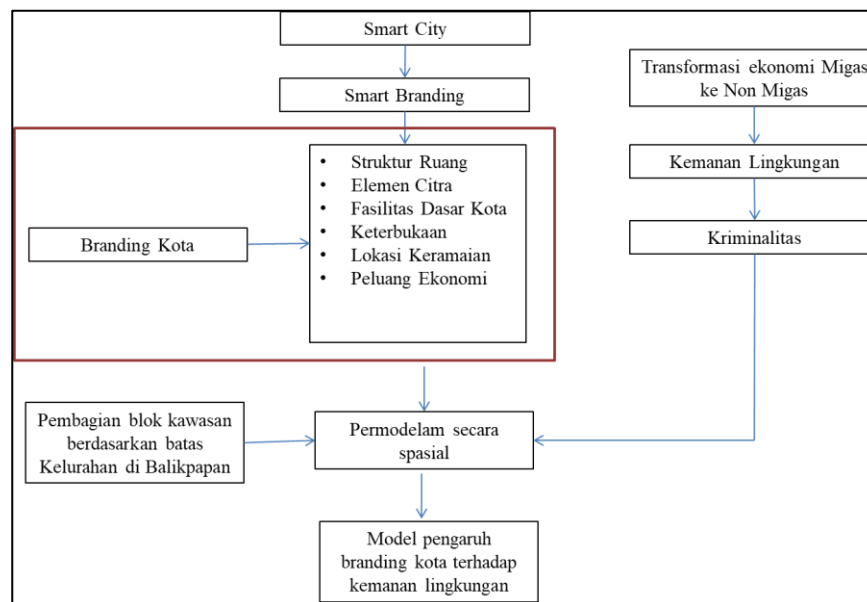 Smart City
Smart Branding
Transformasi ekonomi Migas
ke Non Migas
Kemanan Lingkungan
Kriminalitas
Branding Kota
• Struktur Ruang
• Elemen Citra
• Fasilitas Dasar Kota
• Keterbukaan
• Lokasi Keramaian
• Peluang Ekonomi
Pembagian blok kawasan
berdasarkan batas
Kelurahan di Balikpapan
Permodelam secara
spasial
Model pengaruh
branding kota terhadap
kemanan lingkungan